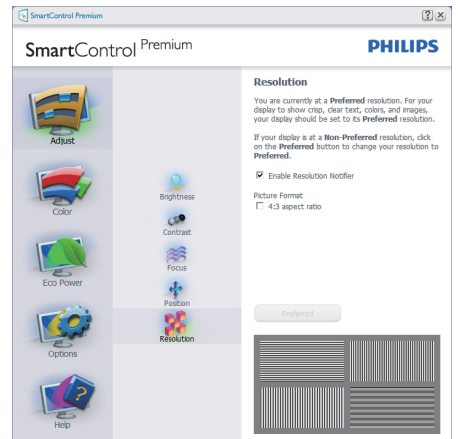 SmartControl Premium
SmartControl Premium
PHILIPS
Adjust
Color
Eco Power
Options
Help
Brightness
Contrast
Focus
Position
Resolution
Resolution
You are currently at a Preferred resolution. For your
display to show crisp, clear text, colors, and images,
your display should be set to its Preferred resolution.
If your display is at a Non-Preferred resolution, click
on the Preferred button to change your resolution to
Preferred.
Enable Resolution Notifier
Picture Format
4:3 aspect ratio
Preferred